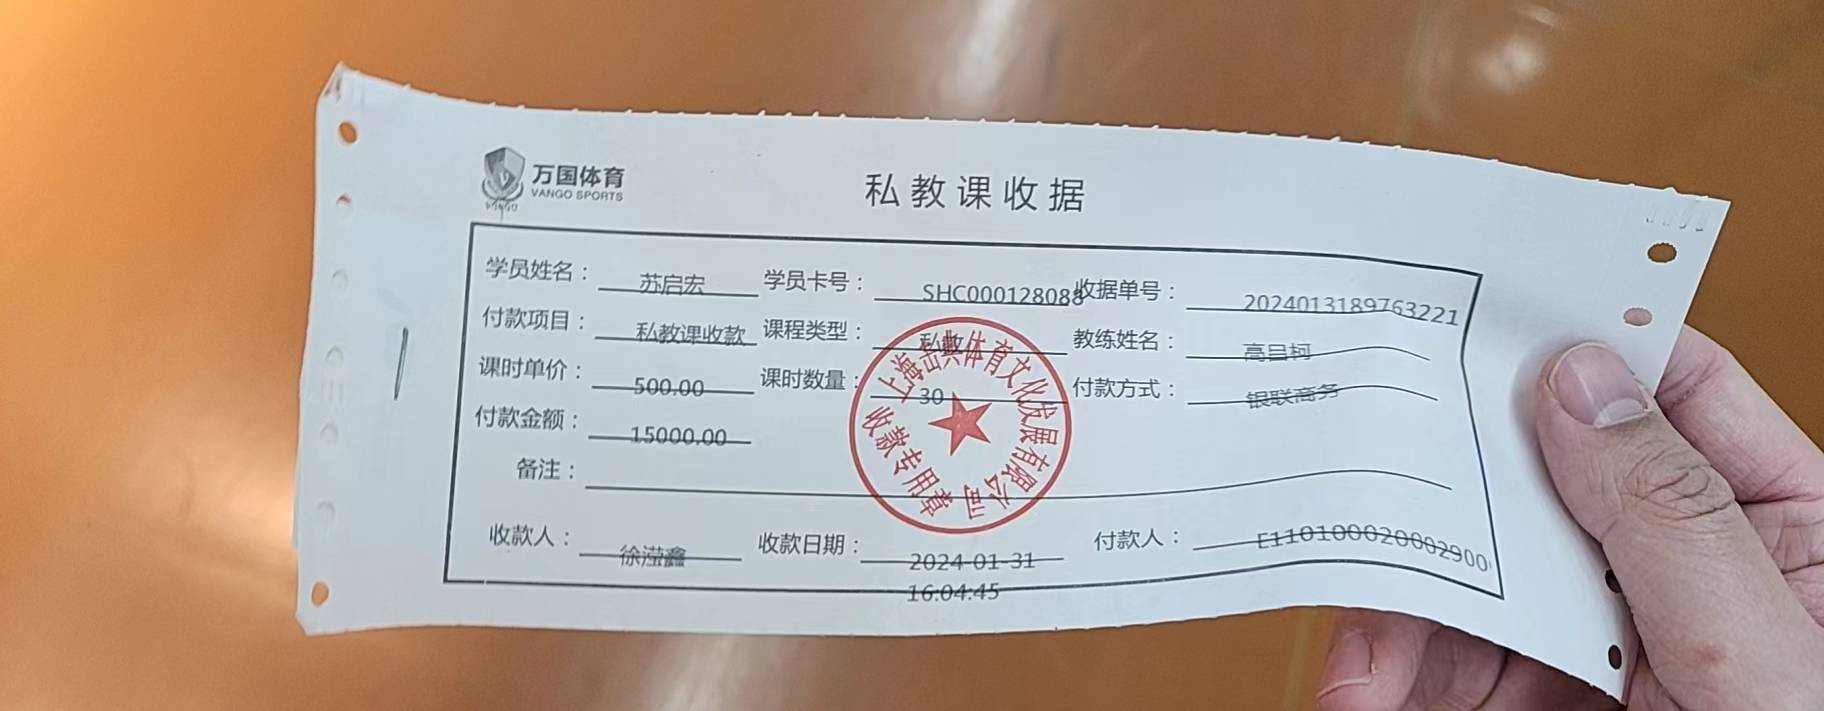 万国体育
VANGO SPORTS
私教课收据
学员姓名： 苏启宏 学员卡号： SHC000128088 收据单号： 2024013189763221
付款项目： 私教课收款 课程类型： 私教 教练姓名：
课时单价： 500.00 课时数量： 30 付款方式： 银联商务
付款金额： 15000.00
备注：
收款人： 徐滢鑫 收款日期： 2024-01-31 付款人：
16:04:45
体育文化发展有限公司
收款专用章